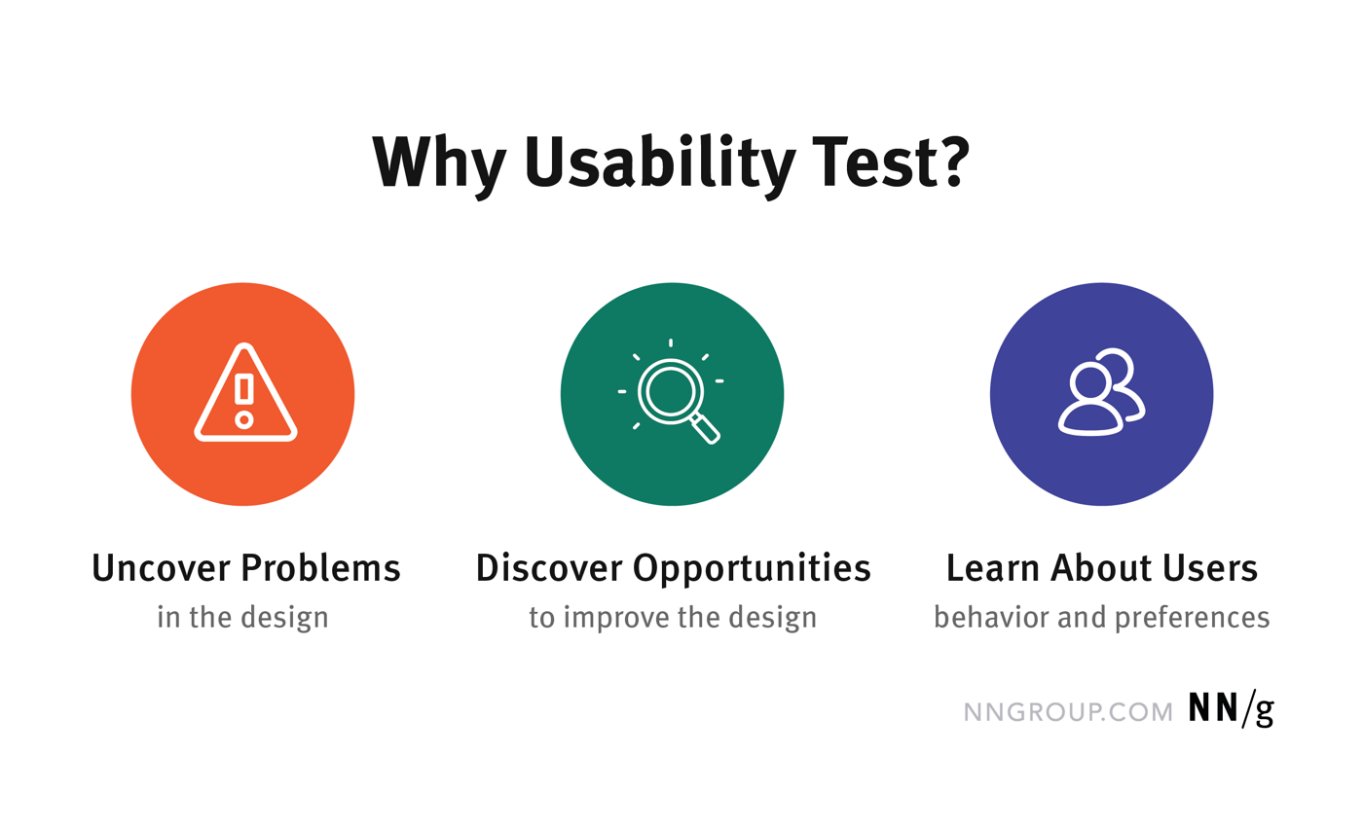 Why Usability Test?
Uncover Problems
in the design
Discover Opportunities
to improve the design
Learn About Users
behavior and preferences
NNGROUP.COM NN/g